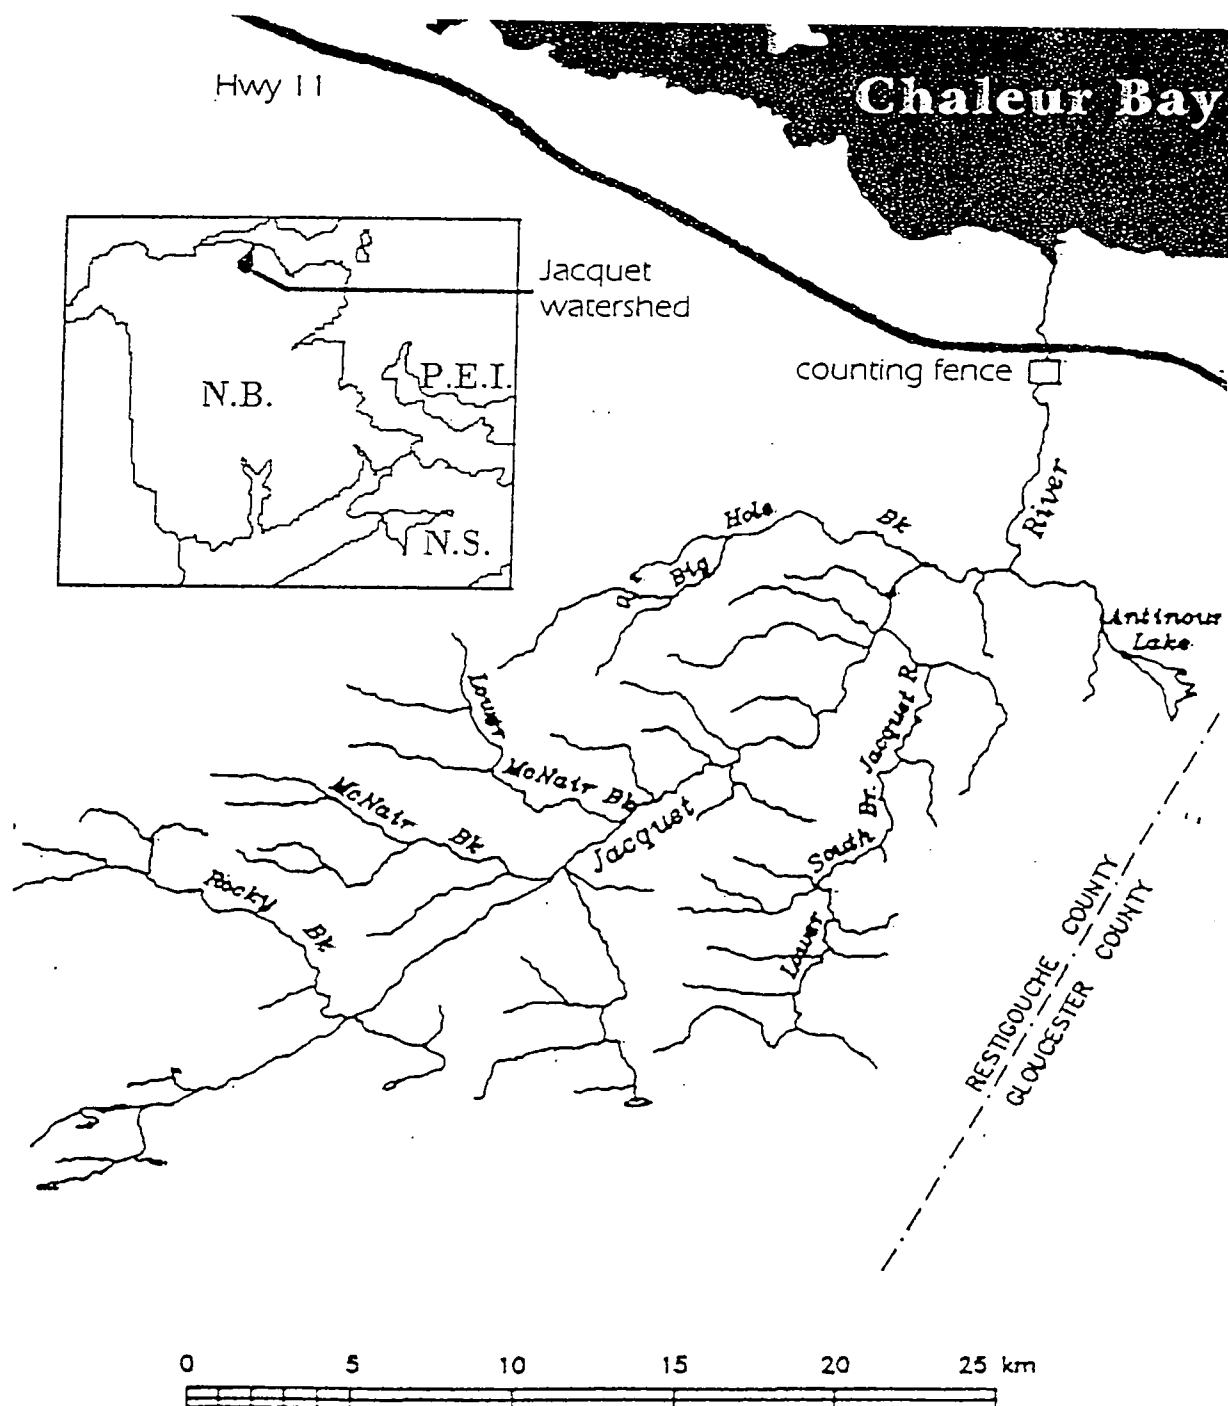 Hwy 11
Chaleur Bay
Jacquet
watershed
N.B.
P.E.I.
N.S.
counting fence
River
Big Hole Bk
Antinour
Lake
Lower
McNair Bk
McNair Bk
Rocky Bk
Jacquet
South Br. Jacquet R.
Lower
RESTIGOUCHE COUNTY
GLOUCESTER COUNTY
0 5 10 15 20 25 km